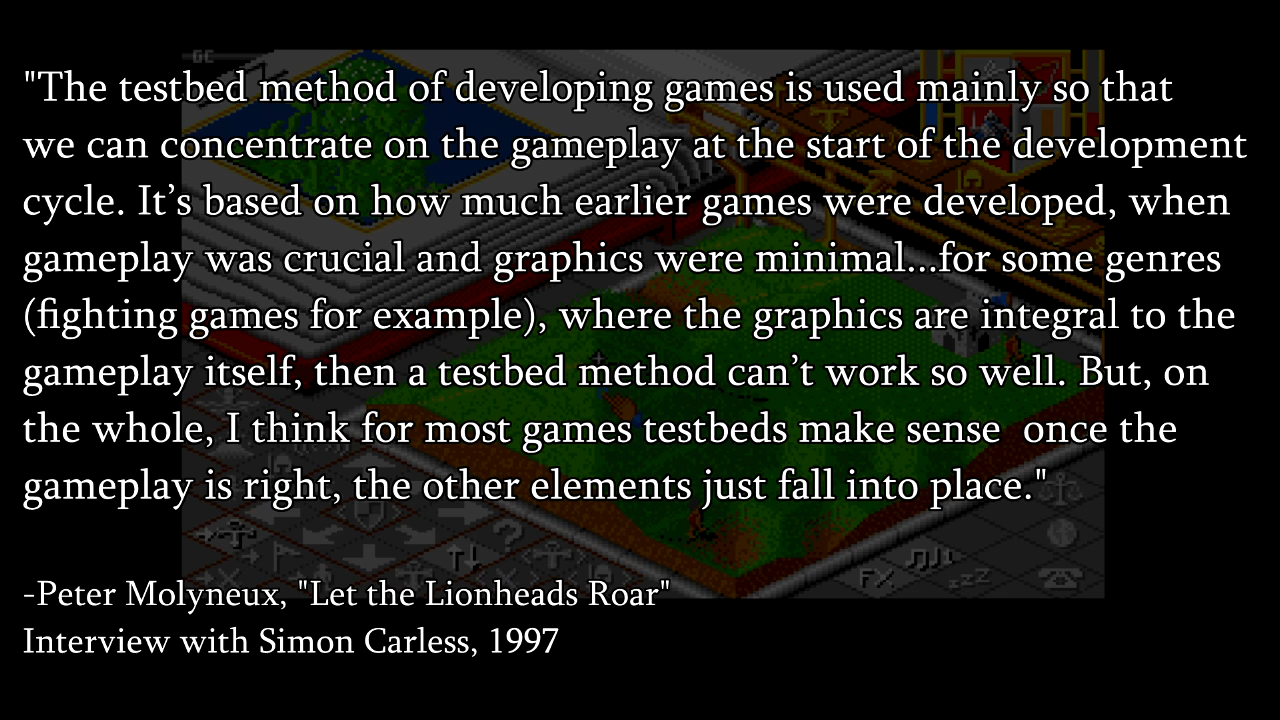 "The testbed method of developing games is used mainly so that
we can concentrate on the gameplay at the start of the development
cycle. It’s based on how much earlier games were developed, when
gameplay was crucial and graphics were minimal...for some genres
(fighting games for example), where the graphics are integral to the
gameplay itself, then a testbed method can’t work so well. But, on
the whole, I think for most games testbeds make sense  once the
gameplay is right, the other elements just fall into place."
-Peter Molyneux, "Let the Lionheads Roar"
Interview with Simon Carless, 1997
FX
zzZ